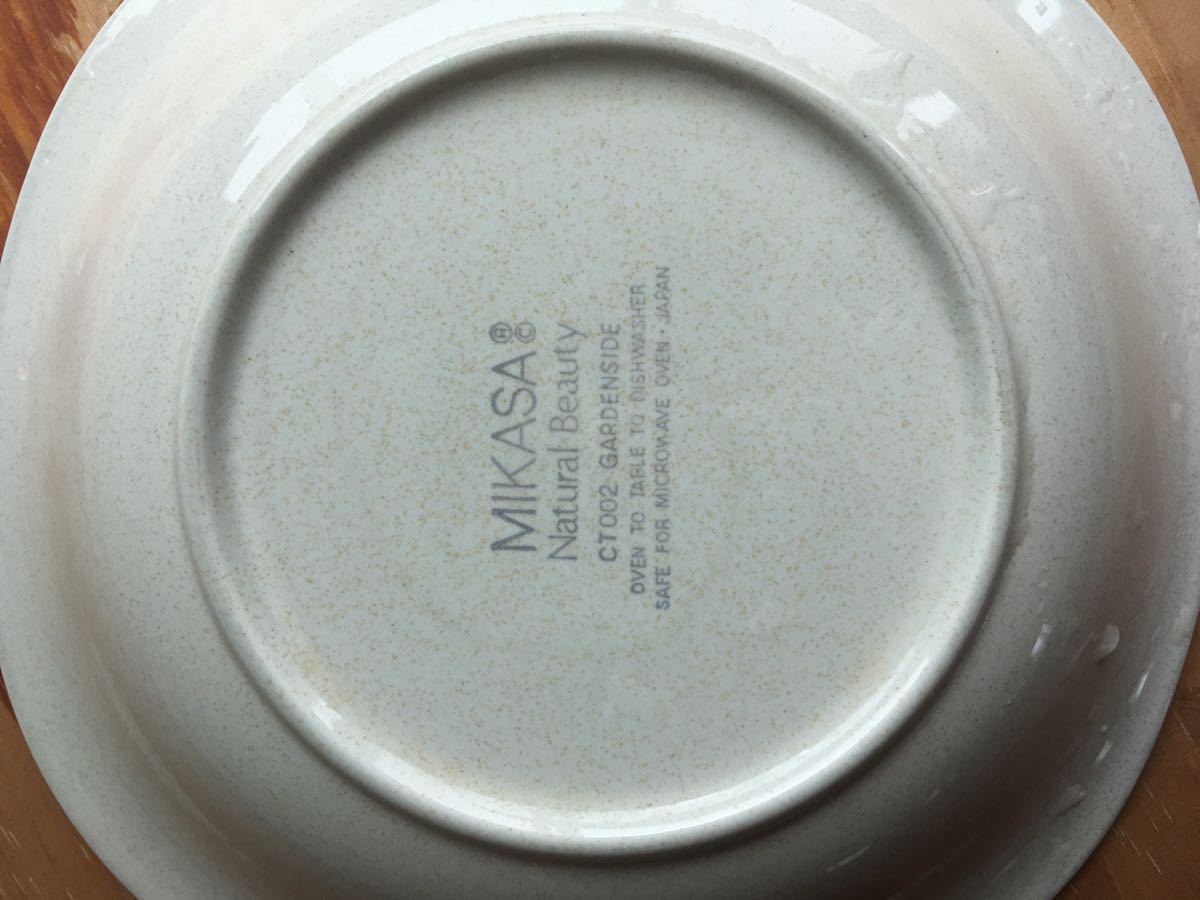 MIKASA®©
Natural Beauty
CT002 GARDENSIDE
OVEN TO TABLE TO DISHWASHER
SAFE FOR MICROWAVE OVEN · JAPAN